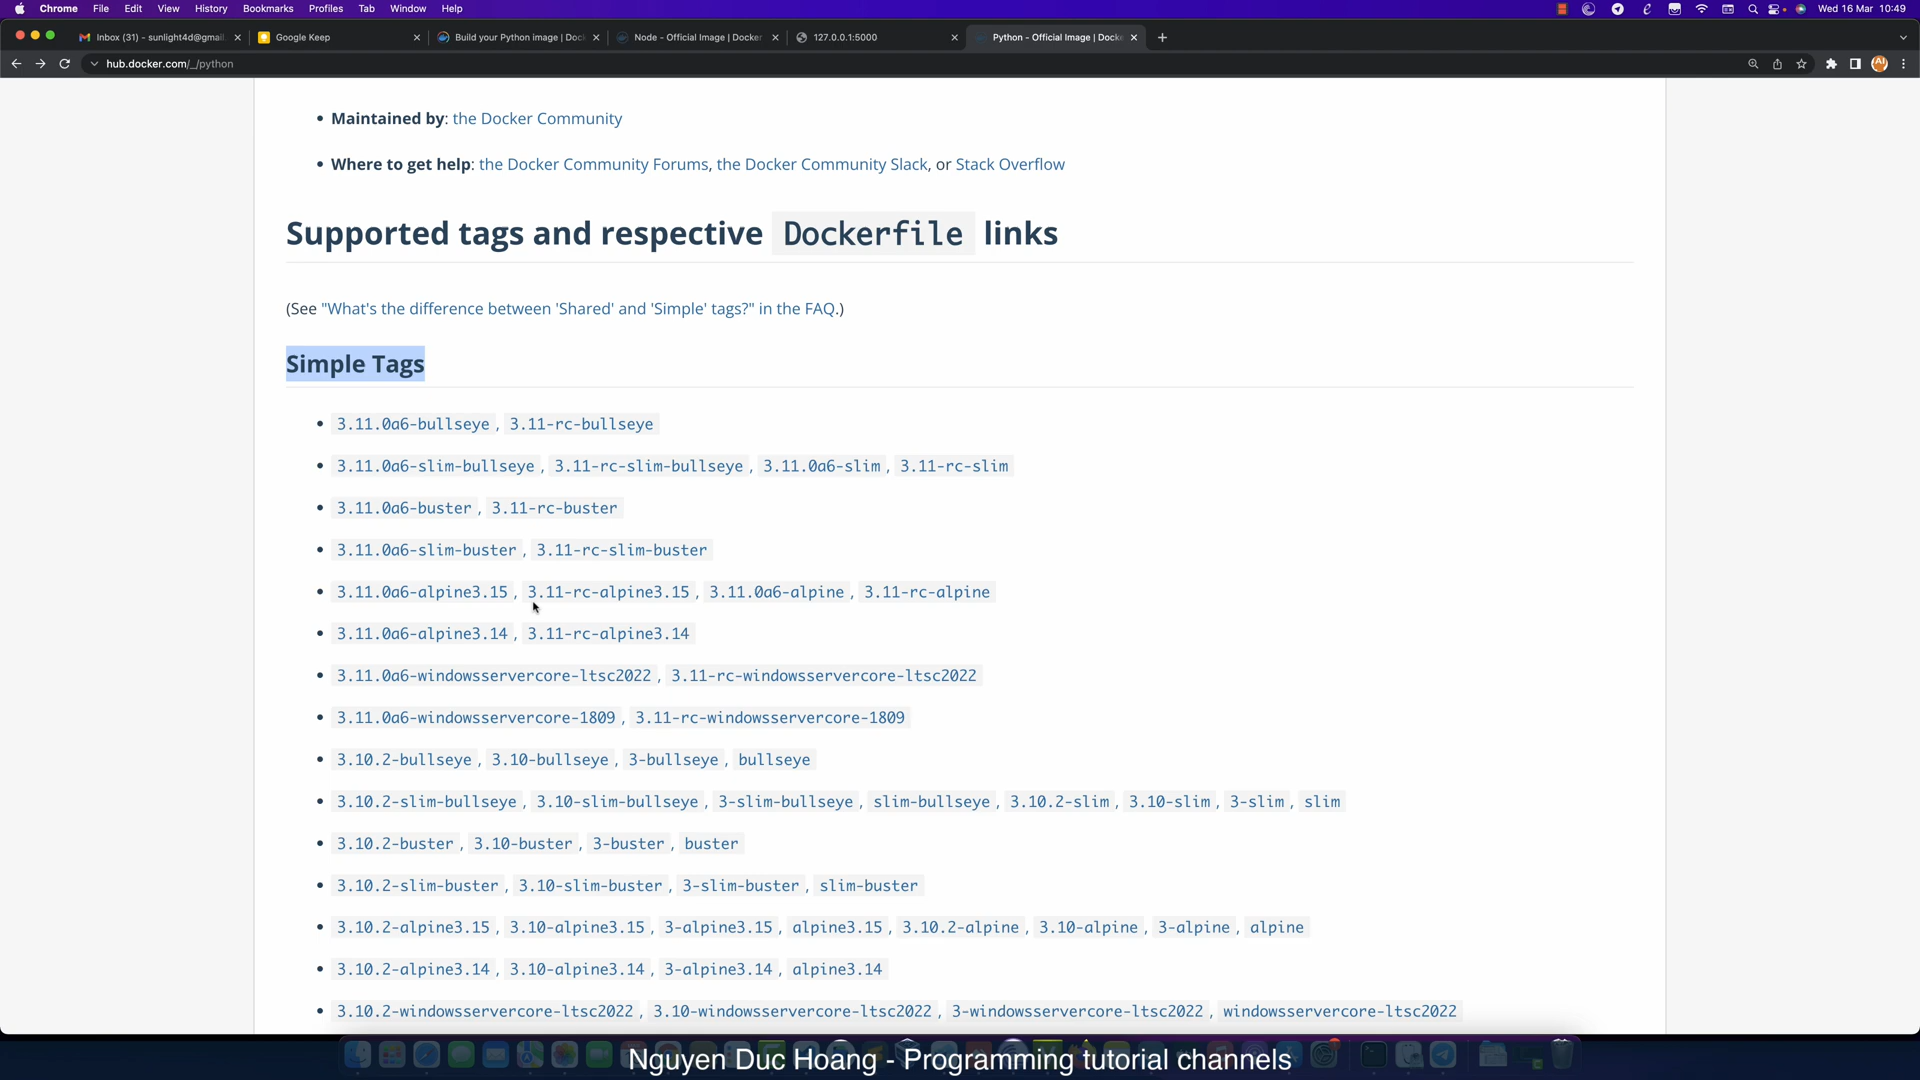 Chrome File Edit View History Bookmarks Profiles Tab Window Help Wed 16 Mar 10:49
Inbox (31) - sunlight4d@gmail Google Keep Build your Python image | Doc Node - Official Image | Docker 127.0.0.1:5000 Python - Official Image | Docke
hub.docker.com/_/python
• Maintained by: the Docker Community
• Where to get help: the Docker Community Forums, the Docker Community Slack, or Stack Overflow
Supported tags and respective Dockerfile links
(See "What's the difference between 'Shared' and 'Simple' tags?" in the FAQ.)
Simple Tags
• 3.11.0a6-bullseye, 3.11-rc-bullseye
• 3.11.0a6-slim-bullseye, 3.11-rc-slim-bullseye, 3.11.0a6-slim, 3.11-rc-slim
• 3.11.0a6-buster, 3.11-rc-buster
• 3.11.0a6-slim-buster, 3.11-rc-slim-buster
• 3.11.0a6-alpine3.15, 3.11-rc-alpine3.15, 3.11.0a6-alpine, 3.11-rc-alpine
• 3.11.0a6-alpine3.14, 3.11-rc-alpine3.14
• 3.11.0a6-windowsservercore-ltsc2022, 3.11-rc-windowsservercore-ltsc2022
• 3.11.0a6-windowsservercore-1809, 3.11-rc-windowsservercore-1809
• 3.10.2-bullseye, 3.10-bullseye, 3-bullseye, bullseye
• 3.10.2-slim-bullseye, 3.10-slim-bullseye, 3-slim-bullseye, slim-bullseye, 3.10.2-slim, 3.10-slim, 3-slim, slim
• 3.10.2-buster, 3.10-buster, 3-buster, buster
• 3.10.2-slim-buster, 3.10-slim-buster, 3-slim-buster, slim-buster
• 3.10.2-alpine3.15, 3.10-alpine3.15, 3-alpine3.15, alpine3.15, 3.10.2-alpine, 3.10-alpine, 3-alpine, alpine
• 3.10.2-alpine3.14, 3.10-alpine3.14, 3-alpine3.14, alpine3.14
• 3.10.2-windowsservercore-ltsc2022, 3.10-windowsservercore-ltsc2022, 3-windowsservercore-ltsc2022, windowsservercore-ltsc2022
Nguyen Duc Hoang - Programming tutorial channels